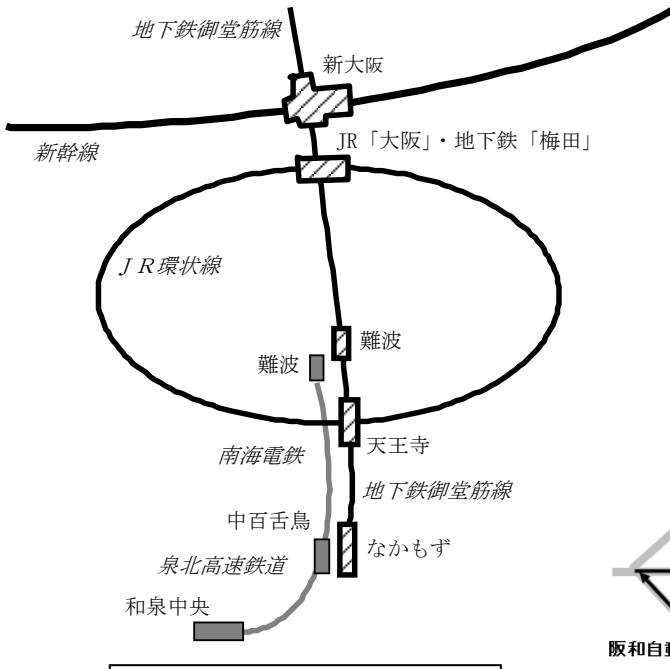 地下鉄御堂筋線
新大阪
新幹線
JR「大阪」・地下鉄「梅田」
ＪＲ環状線
難波
難波
天王寺
南海電鉄
地下鉄御堂筋線
中百舌鳥
なかもず
泉北高速鉄道
和泉中央
阪和自